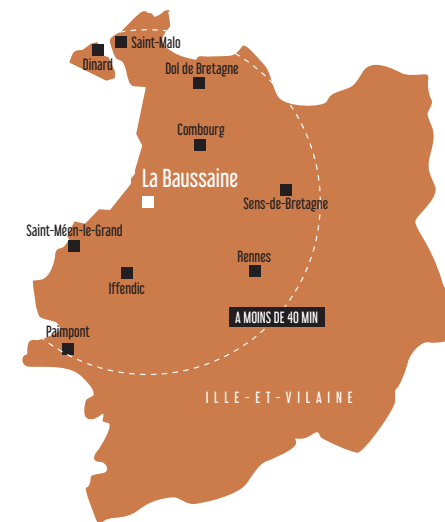 Saint-Malo
Dinard
Dol de Bretagne
Combourg
La Baussaine
Sens-de-Bretagne
Saint-Méen-le-Grand
Rennes
Iffendic
A MOINS DE 40 MIN
Paimpont
ILLE-ET-VILAINE